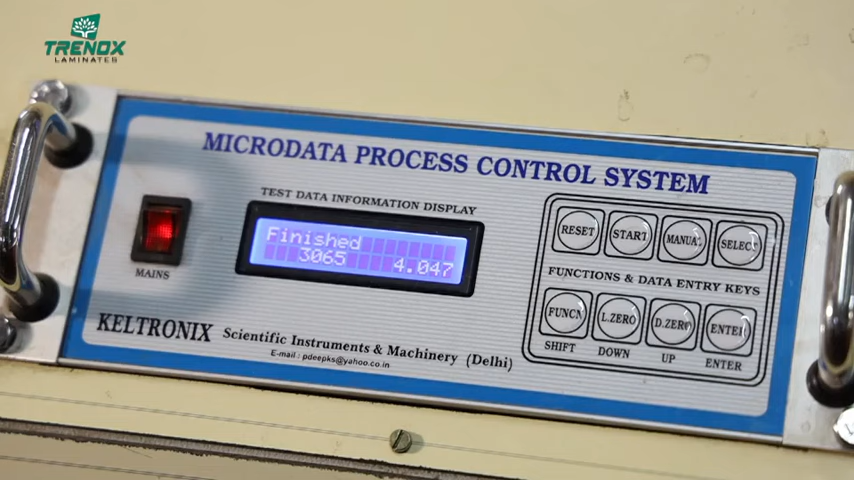 TRENOX
LAMINATES
MICRODATA PROCESS CONTROL SYSTEM
TEST DATA INFORMATION DISPLAY
Finished
3065 4.047
MAINS
RESET START MANUAL SELECT
FUNCTIONS & DATA ENTRY KEYS
FUNCN L.ZERO D.ZERO ENTER
SHIFT DOWN UP ENTER
KELTRONIX Scientific Instruments & Machinery (Delhi)
E-mail : pdeepks@yahoo.co.in